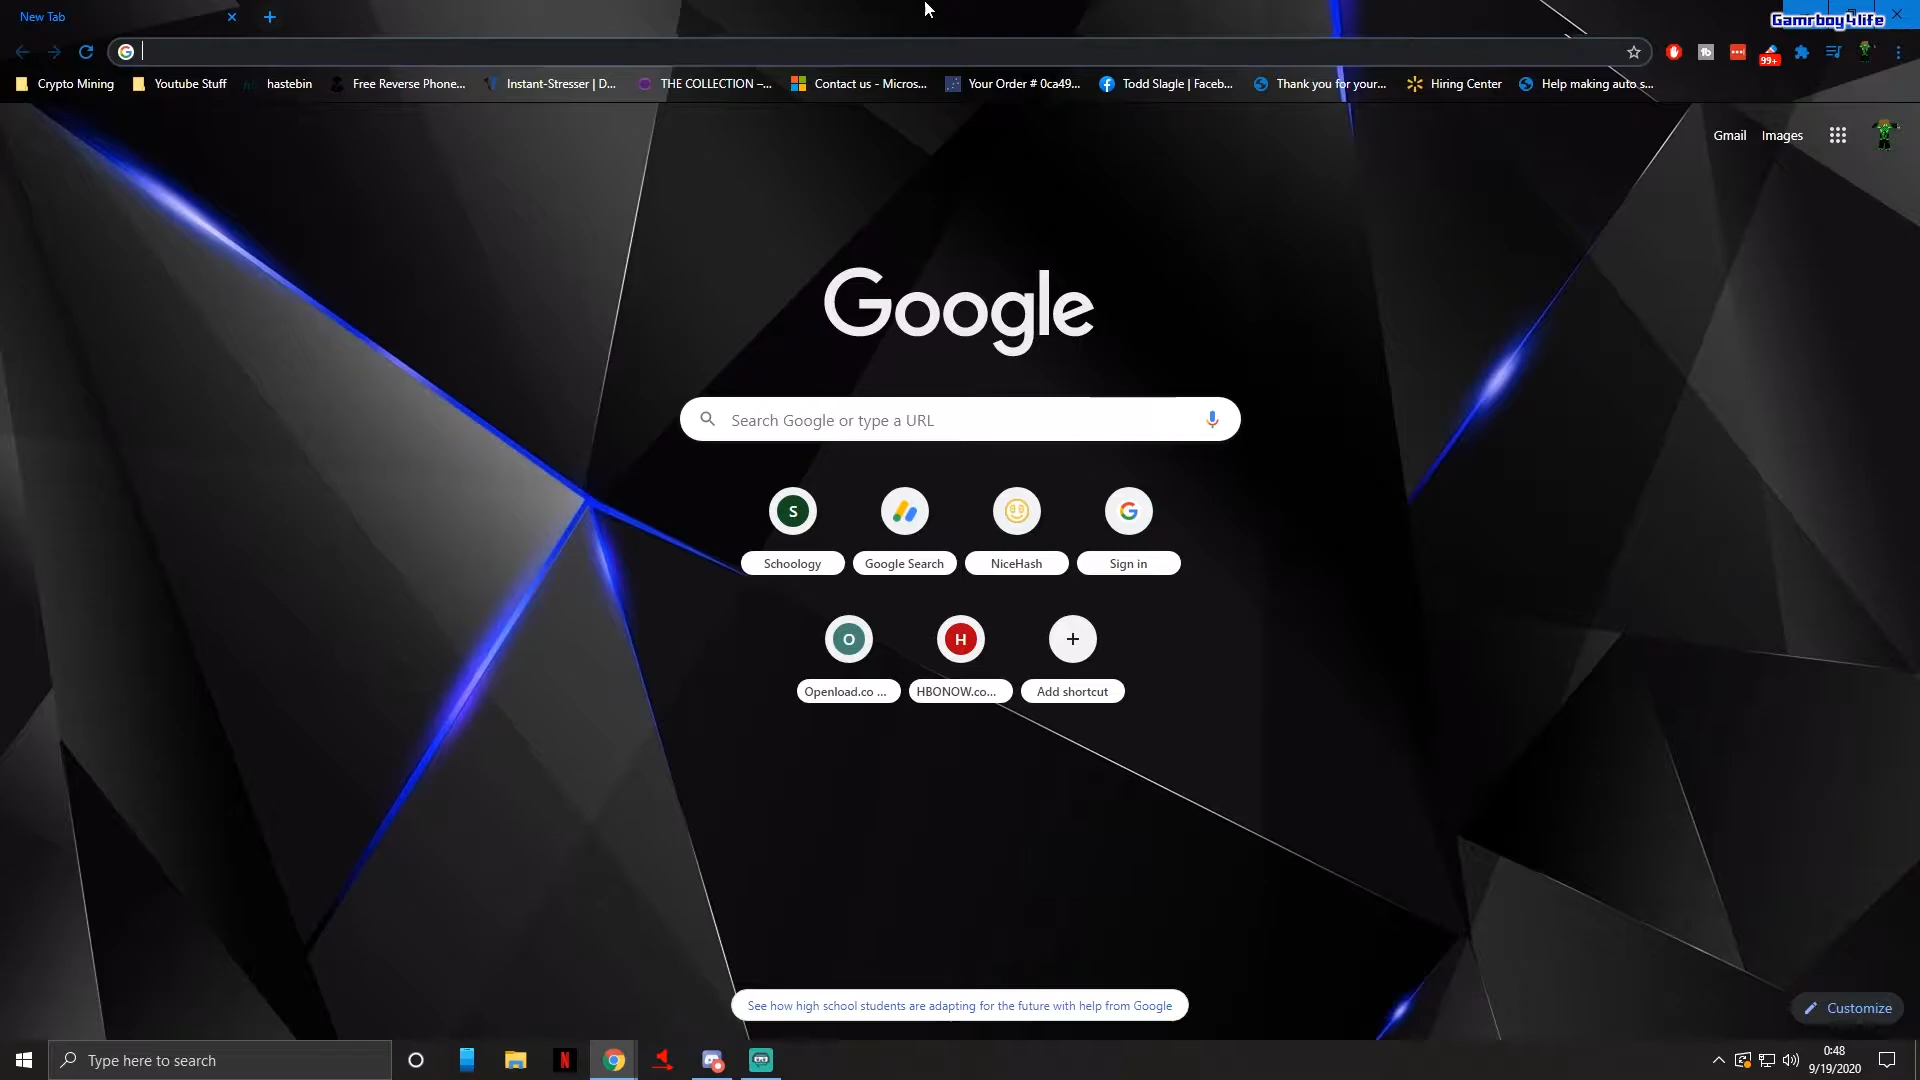 New Tab
Gamrboy4life
99+
Crypto Mining
Youtube Stuff
hastebin
Free Reverse Phone...
Instant-Stresser | D...
THE COLLECTION –...
Contact us - Micros...
Your Order # 0ca49...
Todd Slagle | Faceb...
Thank you for your...
Hiring Center
Help making auto s...
Gmail
Images
Google
Search Google or type a URL
S
Schoology
Google Search
NiceHash
G
Sign in
O
Openload.co ...
H
HBONOW.co...
Add shortcut
See how high school students are adapting for the future with help from Google
Customize
Type here to search
N
0:48
9/19/2020